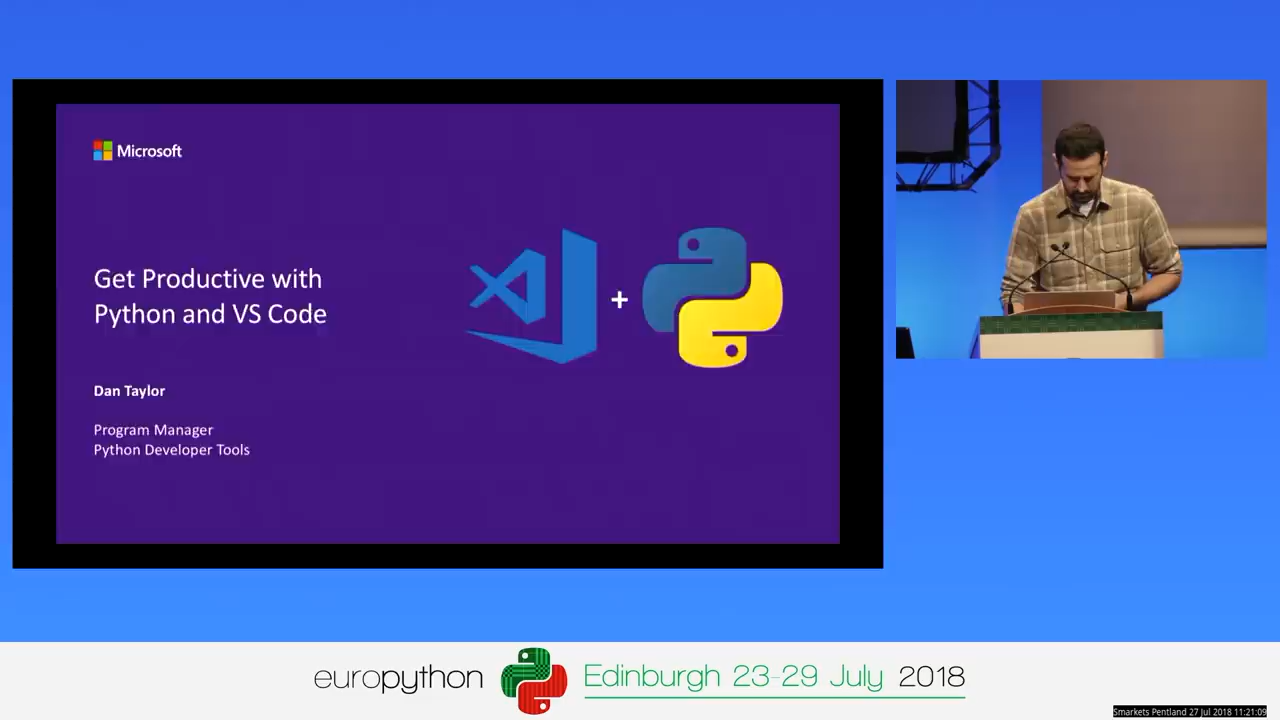 Microsoft
Get Productive with
Python and VS Code
+
Dan Taylor
Program Manager
Python Developer Tools
europython
Edinburgh 23-29 July 2018
Smarkets Pentland 27 Jul 2018 11:21:09